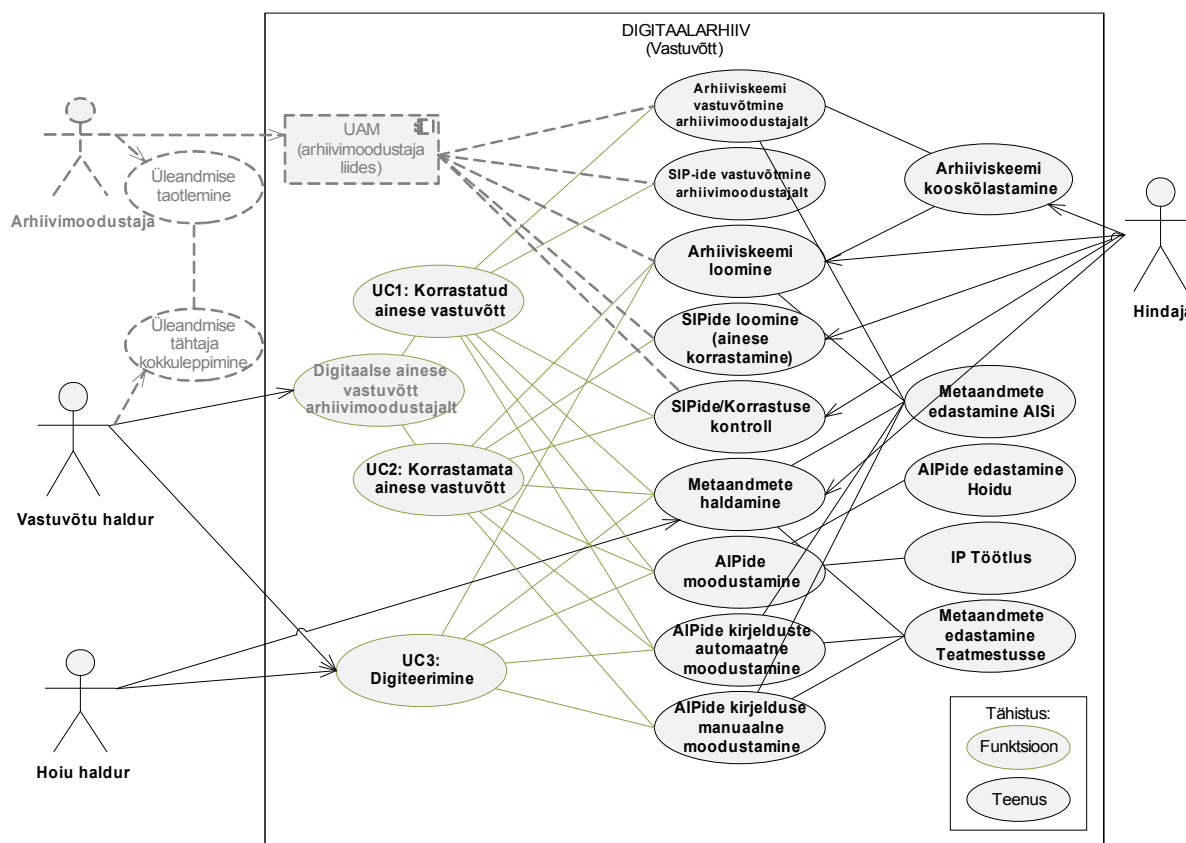 DIGITAALARHIIV
(Vastuvõtt)
Arhivimoodustaja
Üleandmise
taotlemine
Üleandmise
tähtaja
kokkuleppimine
UAM
(arhiivimoodustaja
liides)
Vastuvõtu haldur
Hoiu haldur
UC1: Korrastatud
ainese vastuvõtt
Digitaalse ainese
vastuvõtt
arhiivimoodustajalt
UC2: Korrastamata
ainese vastuvõtt
UC3:
Digiteerimine
Arhiiviskeemi
vastuvõtmine
arhiivimoodustajalt
SIP-ide vastuvõtmine
arhiivimoodustajalt
Arhiiviskeemi
loomine
SIPide loomine
(ainese
korrastamine)
SIPide/Korrastuse
kontroll
Metaandmete
haldamine
AIPide
moodustamine
AIPide kirjelduste
automaatne
moodustamine
AIPide kirjelduse
manuaalne
moodustamine
Arhiiviskeemi
kooskõlastamine
Metaandmete
edastamine AISi
AIPide edastamine
Hoidu
IP Töötlus
Metaandmete
edastamine
Teatmestusse
Hindaja
Tähistus:
Funktsioon
Teenus